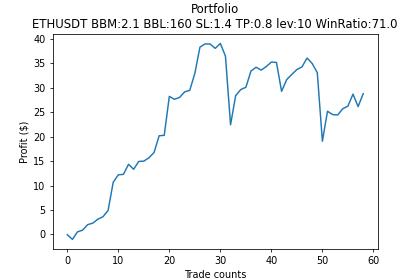 Portfolio
ETHUSDT BBM:2.1 BBL:160 SL:1.4 TP:0.8 lev:10 WinRatio:71.0
40
35
30
25
20
15
10
5
0
Profit ($)
0 10 20 30 40 50 60
Trade counts